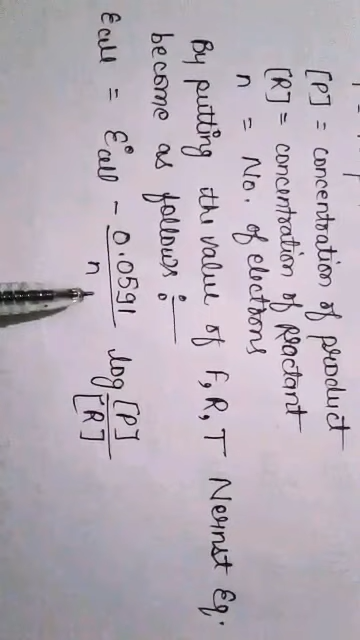 [P] = concentration of product
[R] = concentration of reactant
n = No. of electrons
By putting the value of F, R, T Nernst Eq.
become as follows :-
Ecell = E°cell - 0.0591/n log [P]/[R]